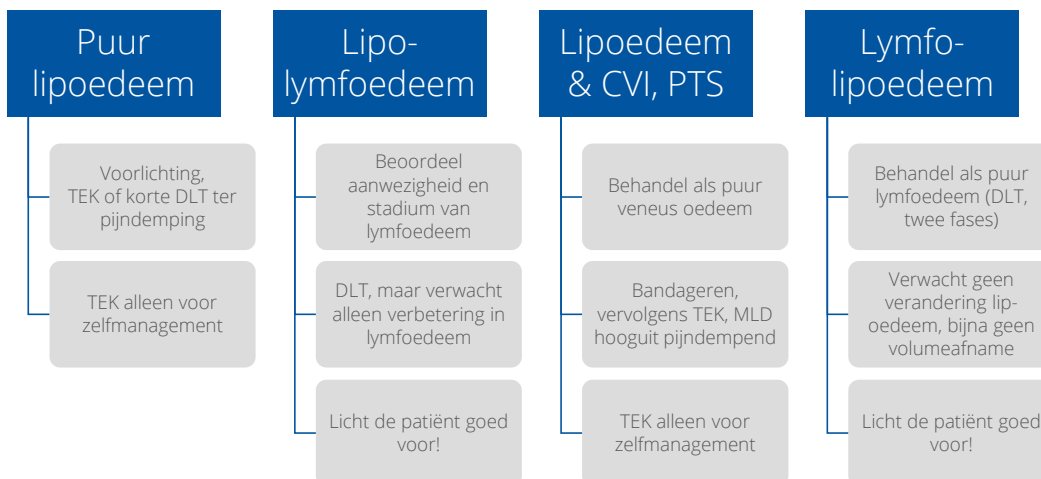 Puur
lipoedeem
Voorlichting,
TEK of korte DLT ter
pijndemping
TEK alleen voor
zelfmanagement
Lipo-
lymfoedeem
Beoordeel
aanwezigheid en
stadium van
lymfoedeem
DLT, maar verwacht
alleen verbetering in
lymfoedeem
Licht de patiënt goed
voor!
Lipoedeem
& CVI, PTS
Behandel als puur
veneus oedeem
Bandageren,
vervolgens TEK, MLD
hooguit pijndempend
TEK alleen voor
zelfmanagement
Lymfo-
lipoedeem
Behandel als puur
lymfoedeem (DLT,
twee fases)
Verwacht geen
verandering lip-
oedeem, bijna geen
volumeafname
Licht de patiënt goed
voor!